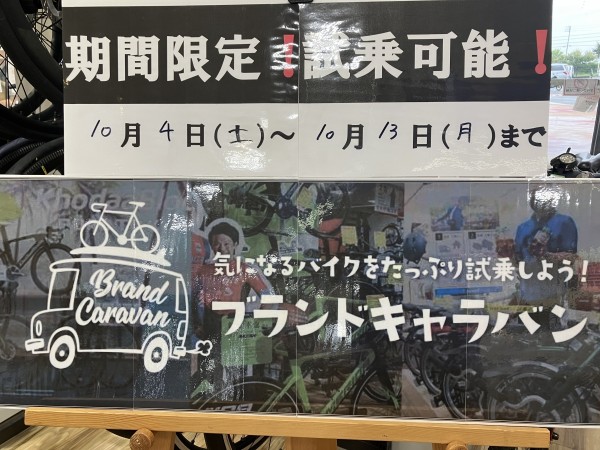 期間限定！試乗可能！
10月4日(土)～10月13日(月)まで
気になるバイクをたっぷり試乗しよう！
Brand
Caravan
ブランドキャラバン